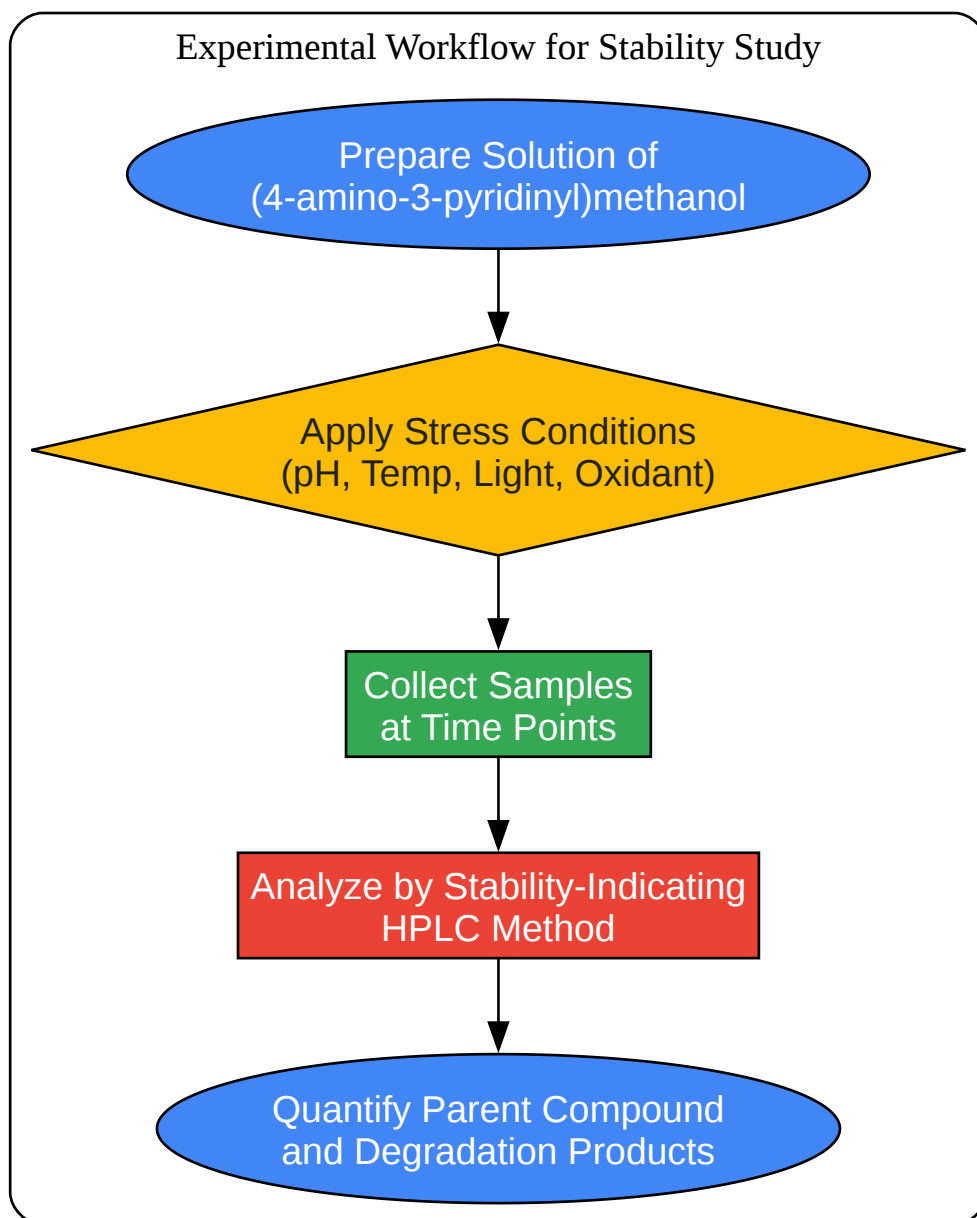 Experimental Workflow for Stability Study
Prepare Solution of
(4-amino-3-pyridinyl)methanol
Apply Stress Conditions
(pH, Temp, Light, Oxidant)
Collect Samples
at Time Points
Analyze by Stability-Indicating
HPLC Method
Quantify Parent Compound
and Degradation Products